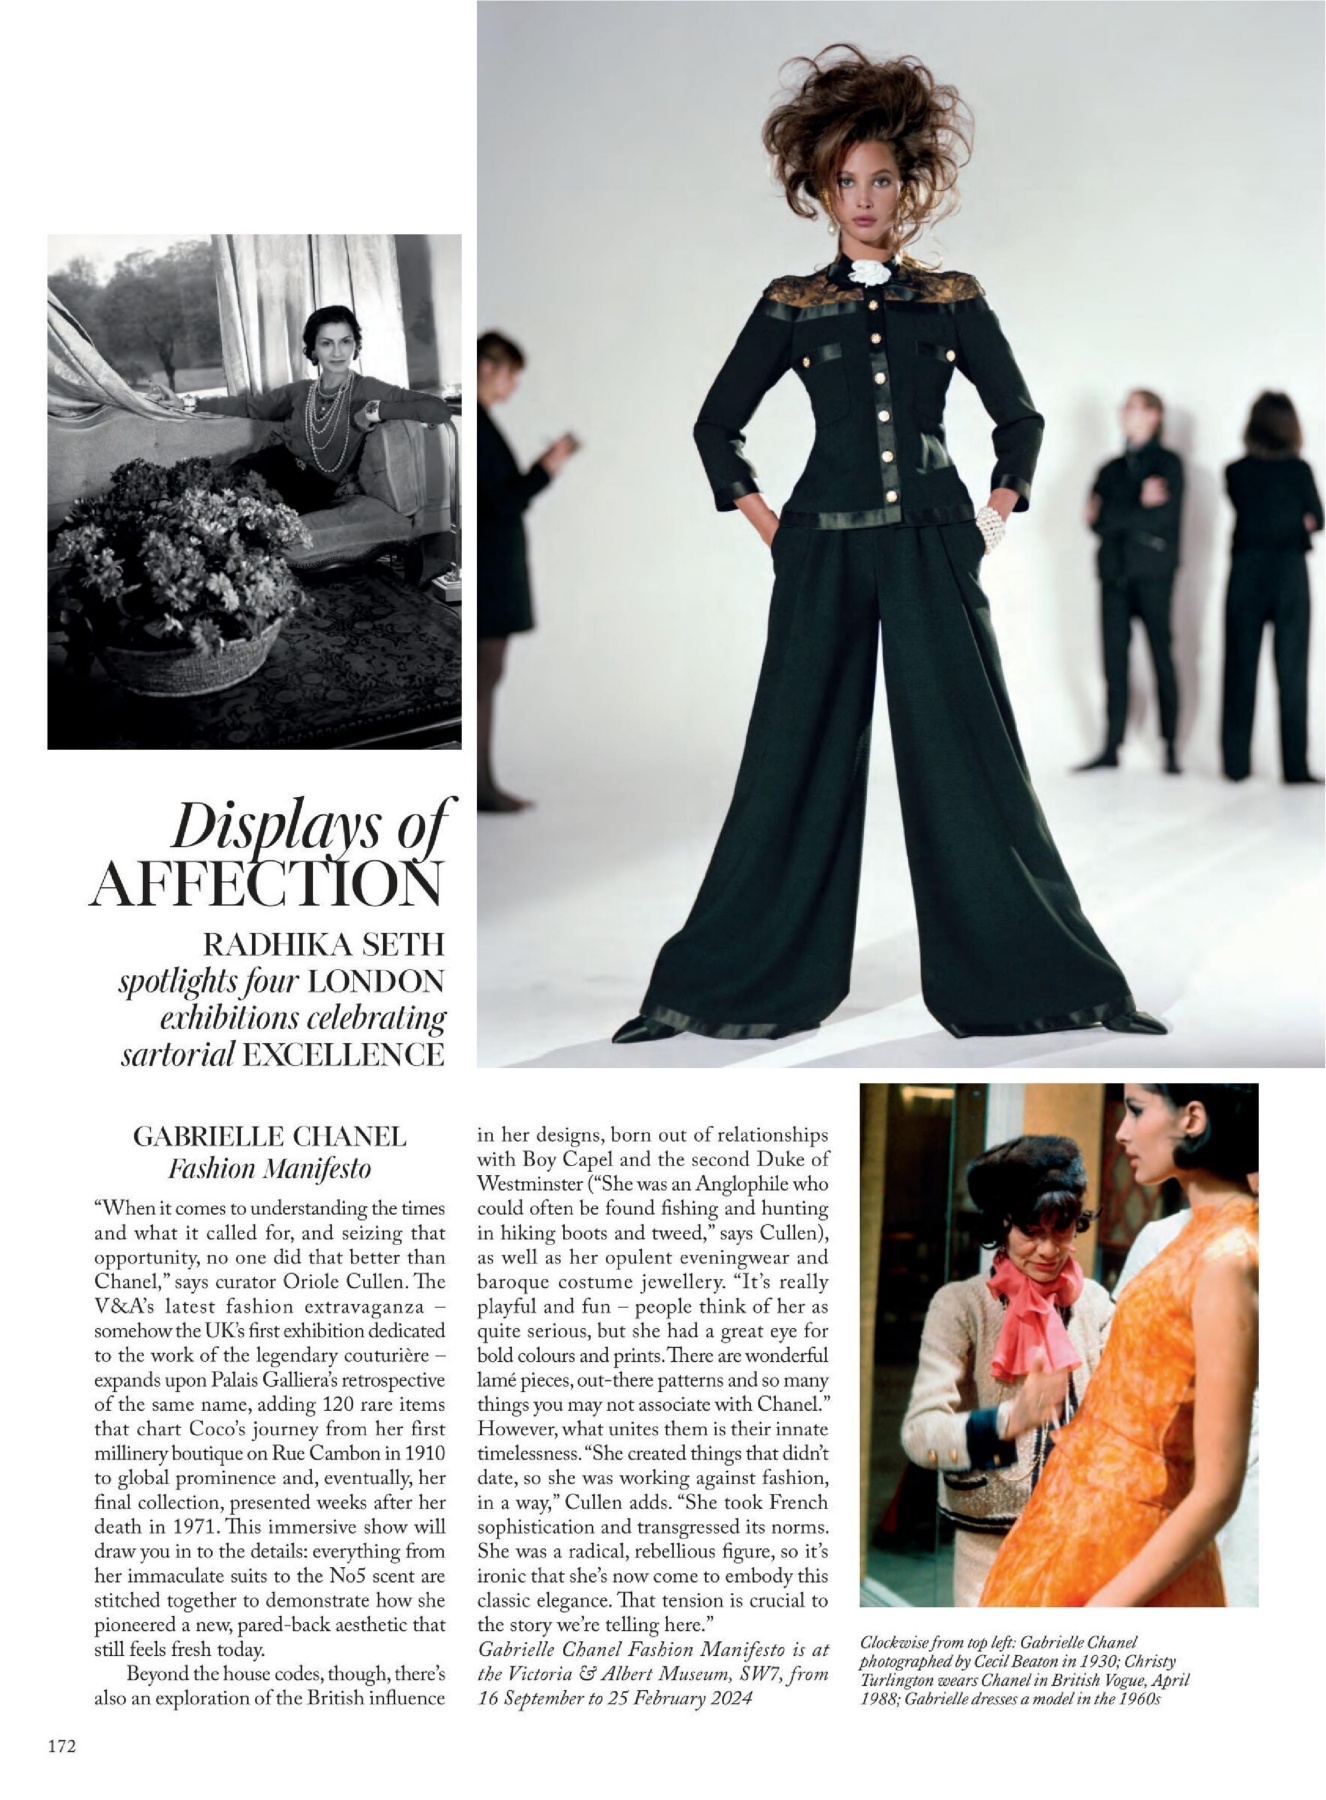 Displays of
AFFECTION
RADHIKA SETH
spotlights four LONDON
exhibitions celebrating
sartorial EXCELLENCE
GABRIELLE CHANEL
Fashion Manifesto
“When it comes to understanding the times
and what it called for, and seizing that
opportunity, no one did that better than
Chanel,” says curator Oriole Cullen. The
V&A’s latest fashion extravaganza –
somehow the UK’s first exhibition dedicated
to the work of the legendary couturière –
expands upon Palais Galliera’s retrospective
of the same name, adding 120 rare items
that chart Coco’s journey from her first
millinery boutique on Rue Cambon in 1910
to global prominence and, eventually, her
final collection, presented weeks after her
death in 1971. This immersive show will
draw you in to the details: everything from
her immaculate suits to the No5 scent are
stitched together to demonstrate how she
pioneered a new, pared-back aesthetic that
still feels fresh today.
Beyond the house codes, though, there’s
also an exploration of the British influence
in her designs, born out of relationships
with Boy Capel and the second Duke of
Westminster (“She was an Anglophile who
could often be found fishing and hunting
in hiking boots and tweed,” says Cullen),
as well as her opulent eveningwear and
baroque costume jewellery. “It’s really
playful and fun – people think of her as
quite serious, but she had a great eye for
bold colours and prints. There are wonderful
lamé pieces, out-there patterns and so many
things you may not associate with Chanel.”
However, what unites them is their innate
timelessness. “She created things that didn’t
date, so she was working against fashion,
in a way,” Cullen adds. “She took French
sophistication and transgressed its norms.
She was a radical, rebellious figure, so it’s
ironic that she’s now come to embody this
classic elegance. That tension is crucial to
the story we’re telling here.”
Gabrielle Chanel Fashion Manifesto is at
the Victoria & Albert Museum, SW7, from
16 September to 25 February 2024
Clockwise from top left: Gabrielle Chanel
photographed by Cecil Beaton in 1930; Christy
Turlington wears Chanel in British Vogue, April
1988; Gabrielle dresses a model in the 1960s
172